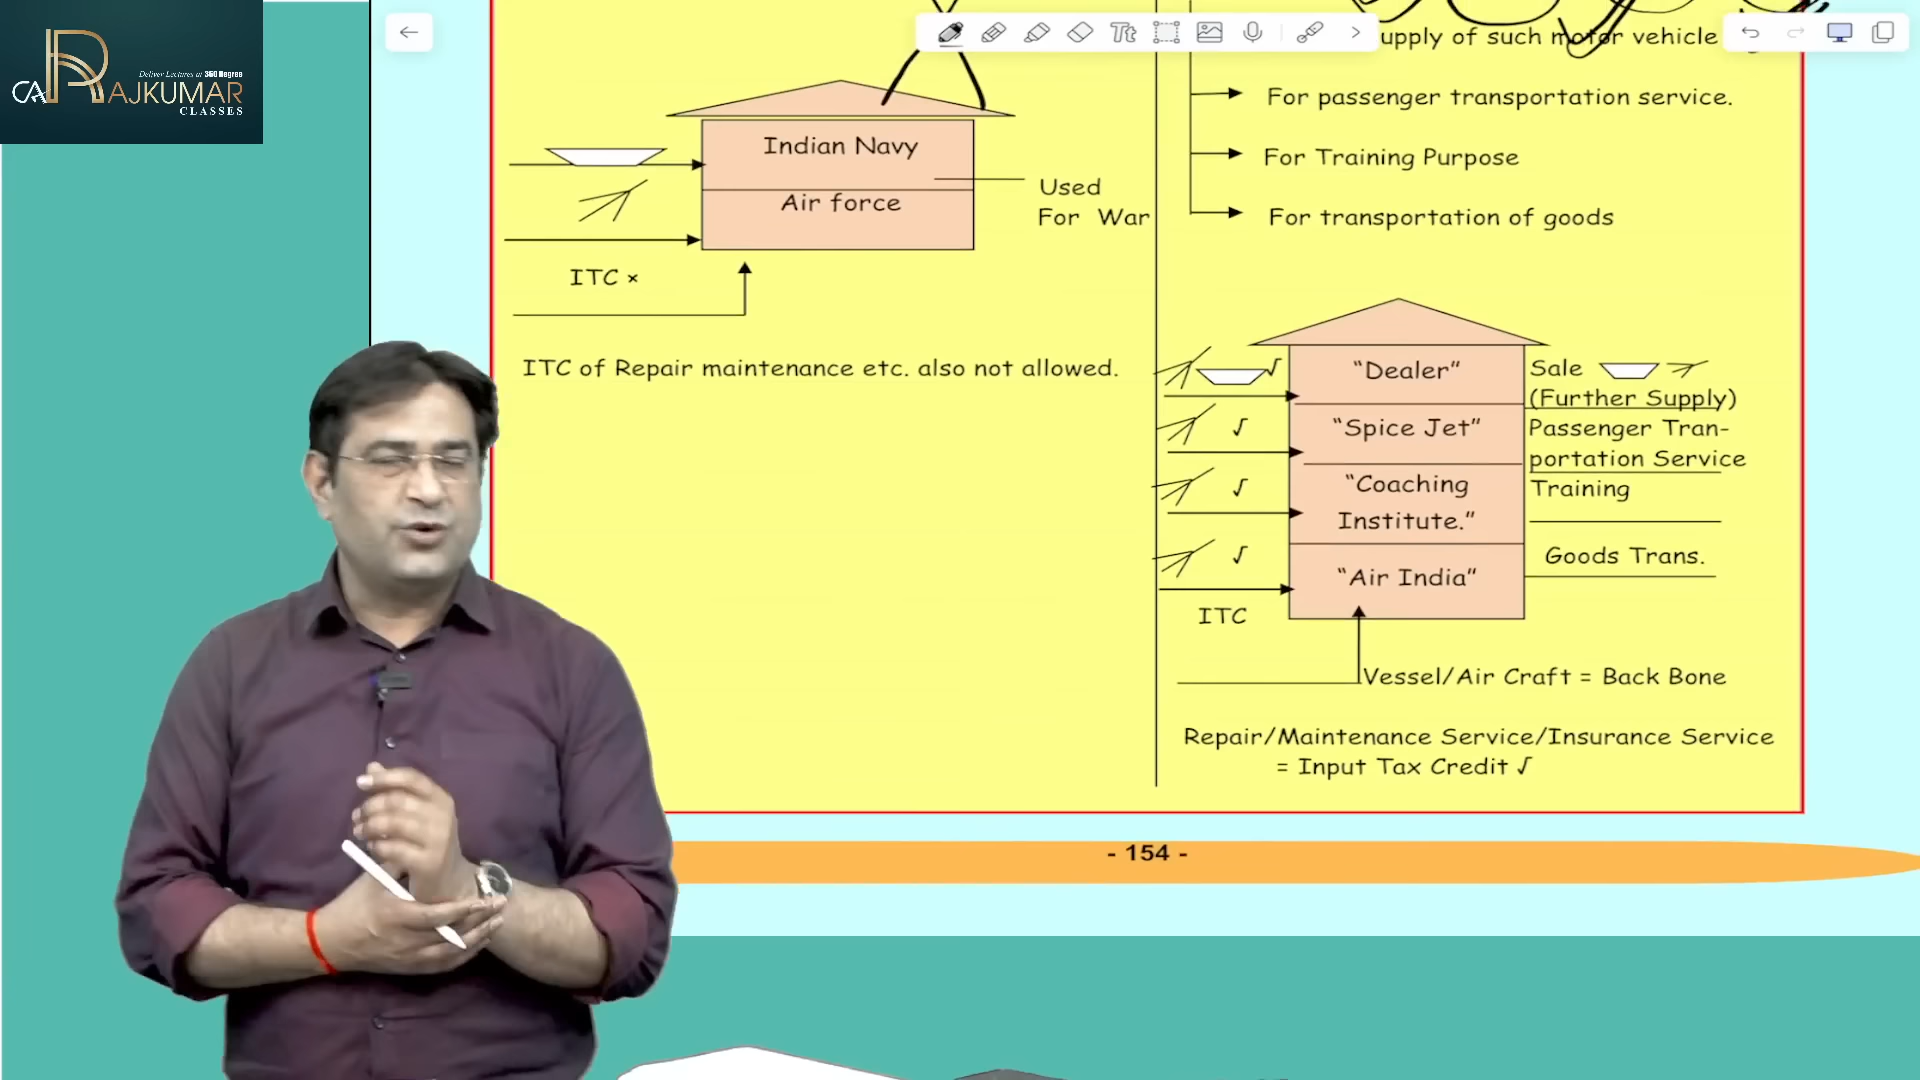 Deliver Lectures at 360 Degree
CA RAJKUMAR
CLASSES
Tt
upply of such motor vehicle
For passenger transportation service.
For Training Purpose
For transportation of goods
Indian Navy
Air force
Used
For War
ITC ×
ITC of Repair maintenance etc. also not allowed.
√ “Dealer” Sale
(Further Supply)
√ “Spice Jet” Passenger Tran-
portation Service
√ “Coaching Training
Institute.”
√ “Air India” Goods Trans.
ITC
Vessel/Air Craft = Back Bone
Repair/Maintenance Service/Insurance Service
= Input Tax Credit √
- 154 -